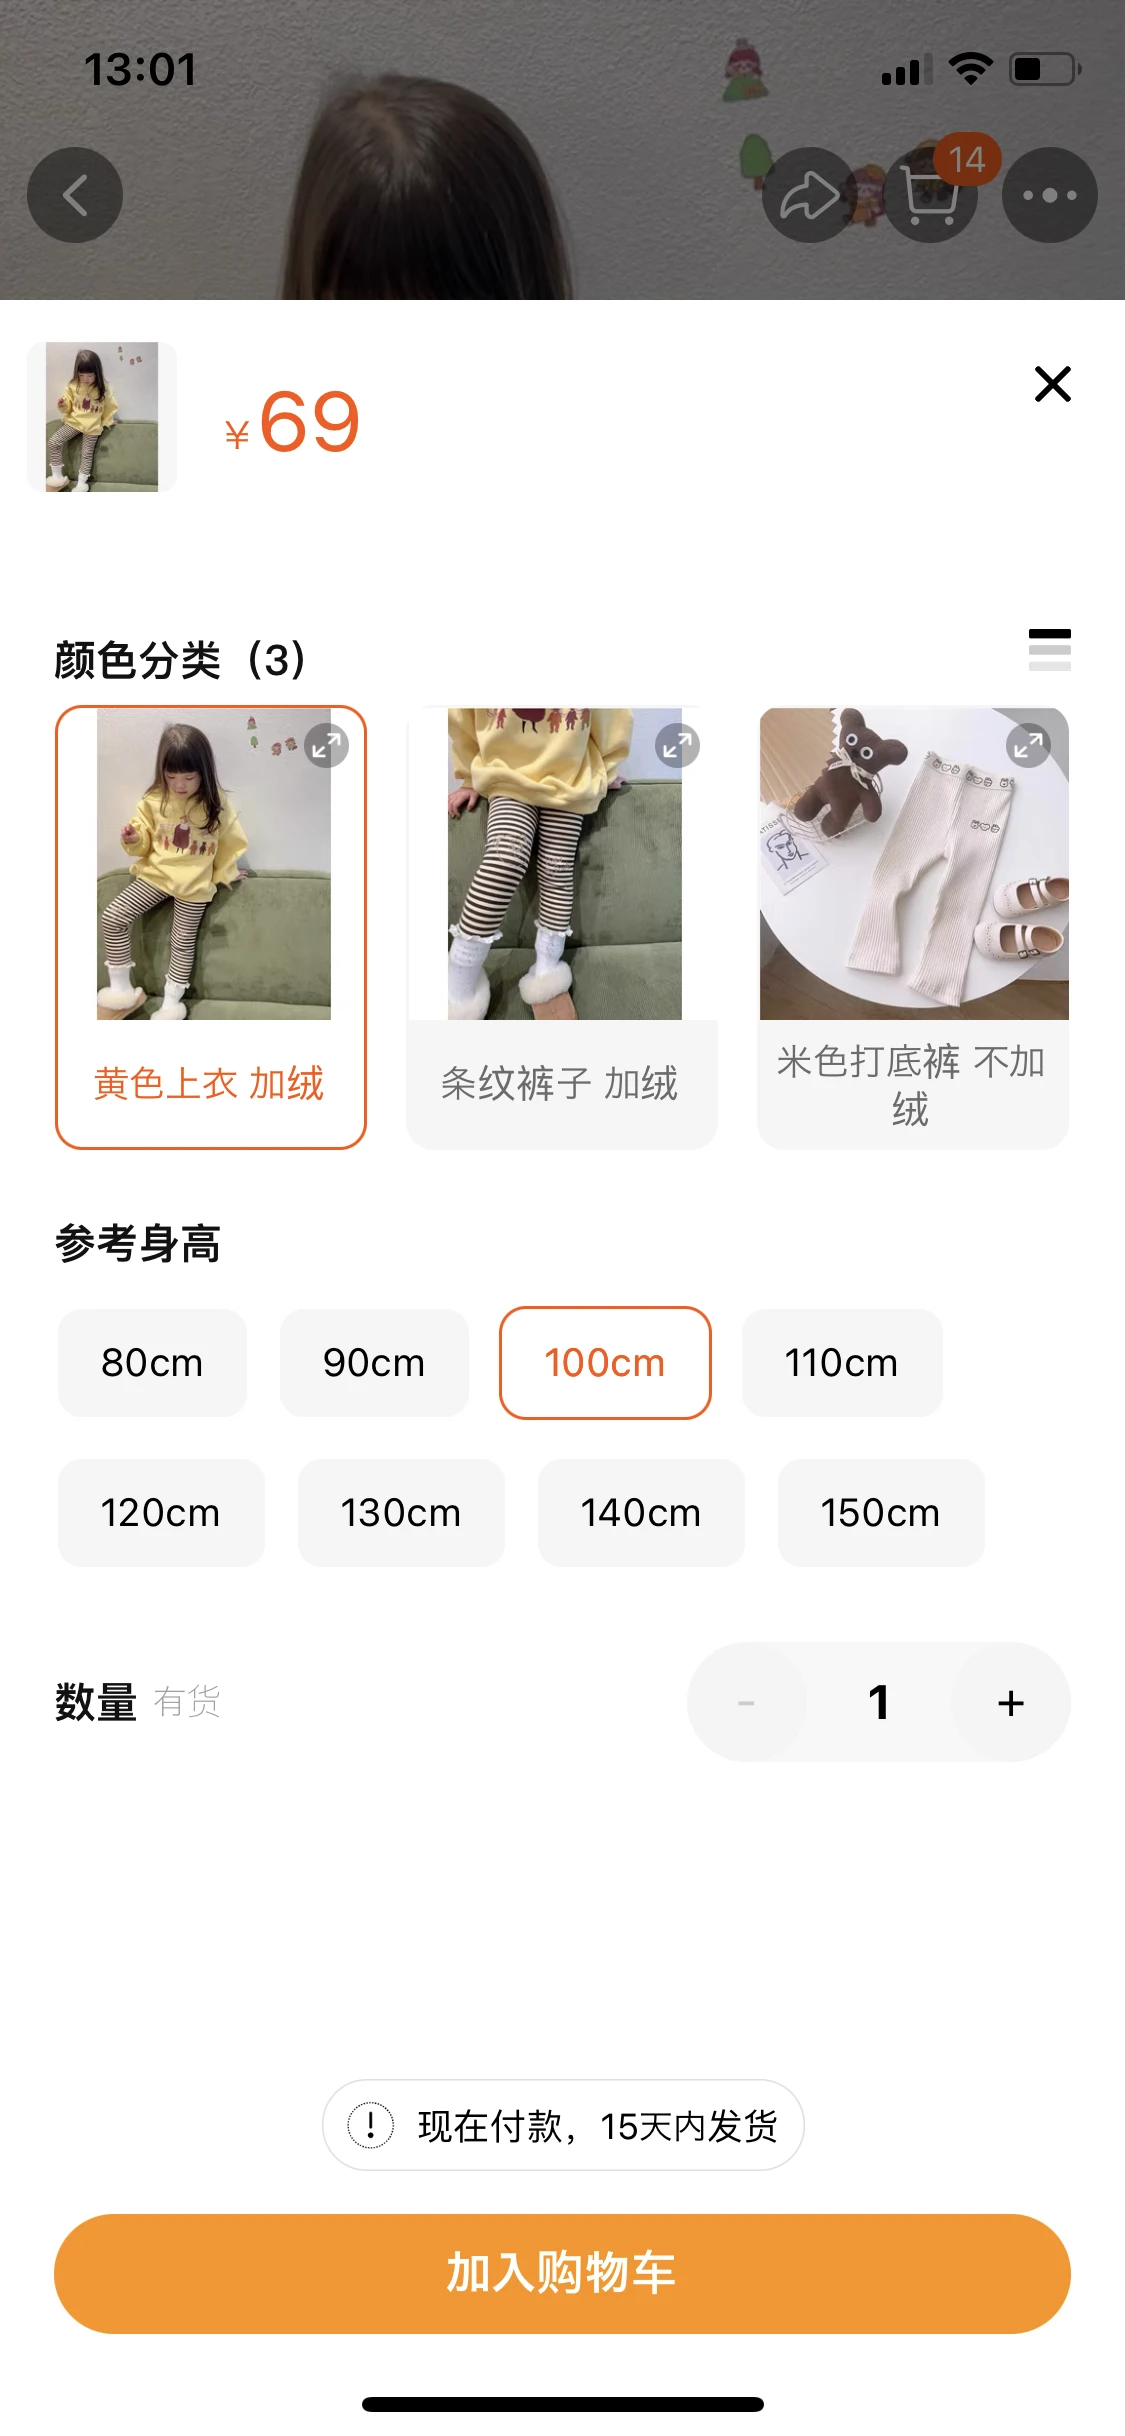 13:01
14
¥69
颜色分类（3）
黄色上衣 加绒
条纹裤子 加绒
米色打底裤 不加
绒
参考身高
80cm
90cm
100cm
110cm
120cm
130cm
140cm
150cm
数量 有货
- 1 +
! 现在付款，15天内发货
加入购物车